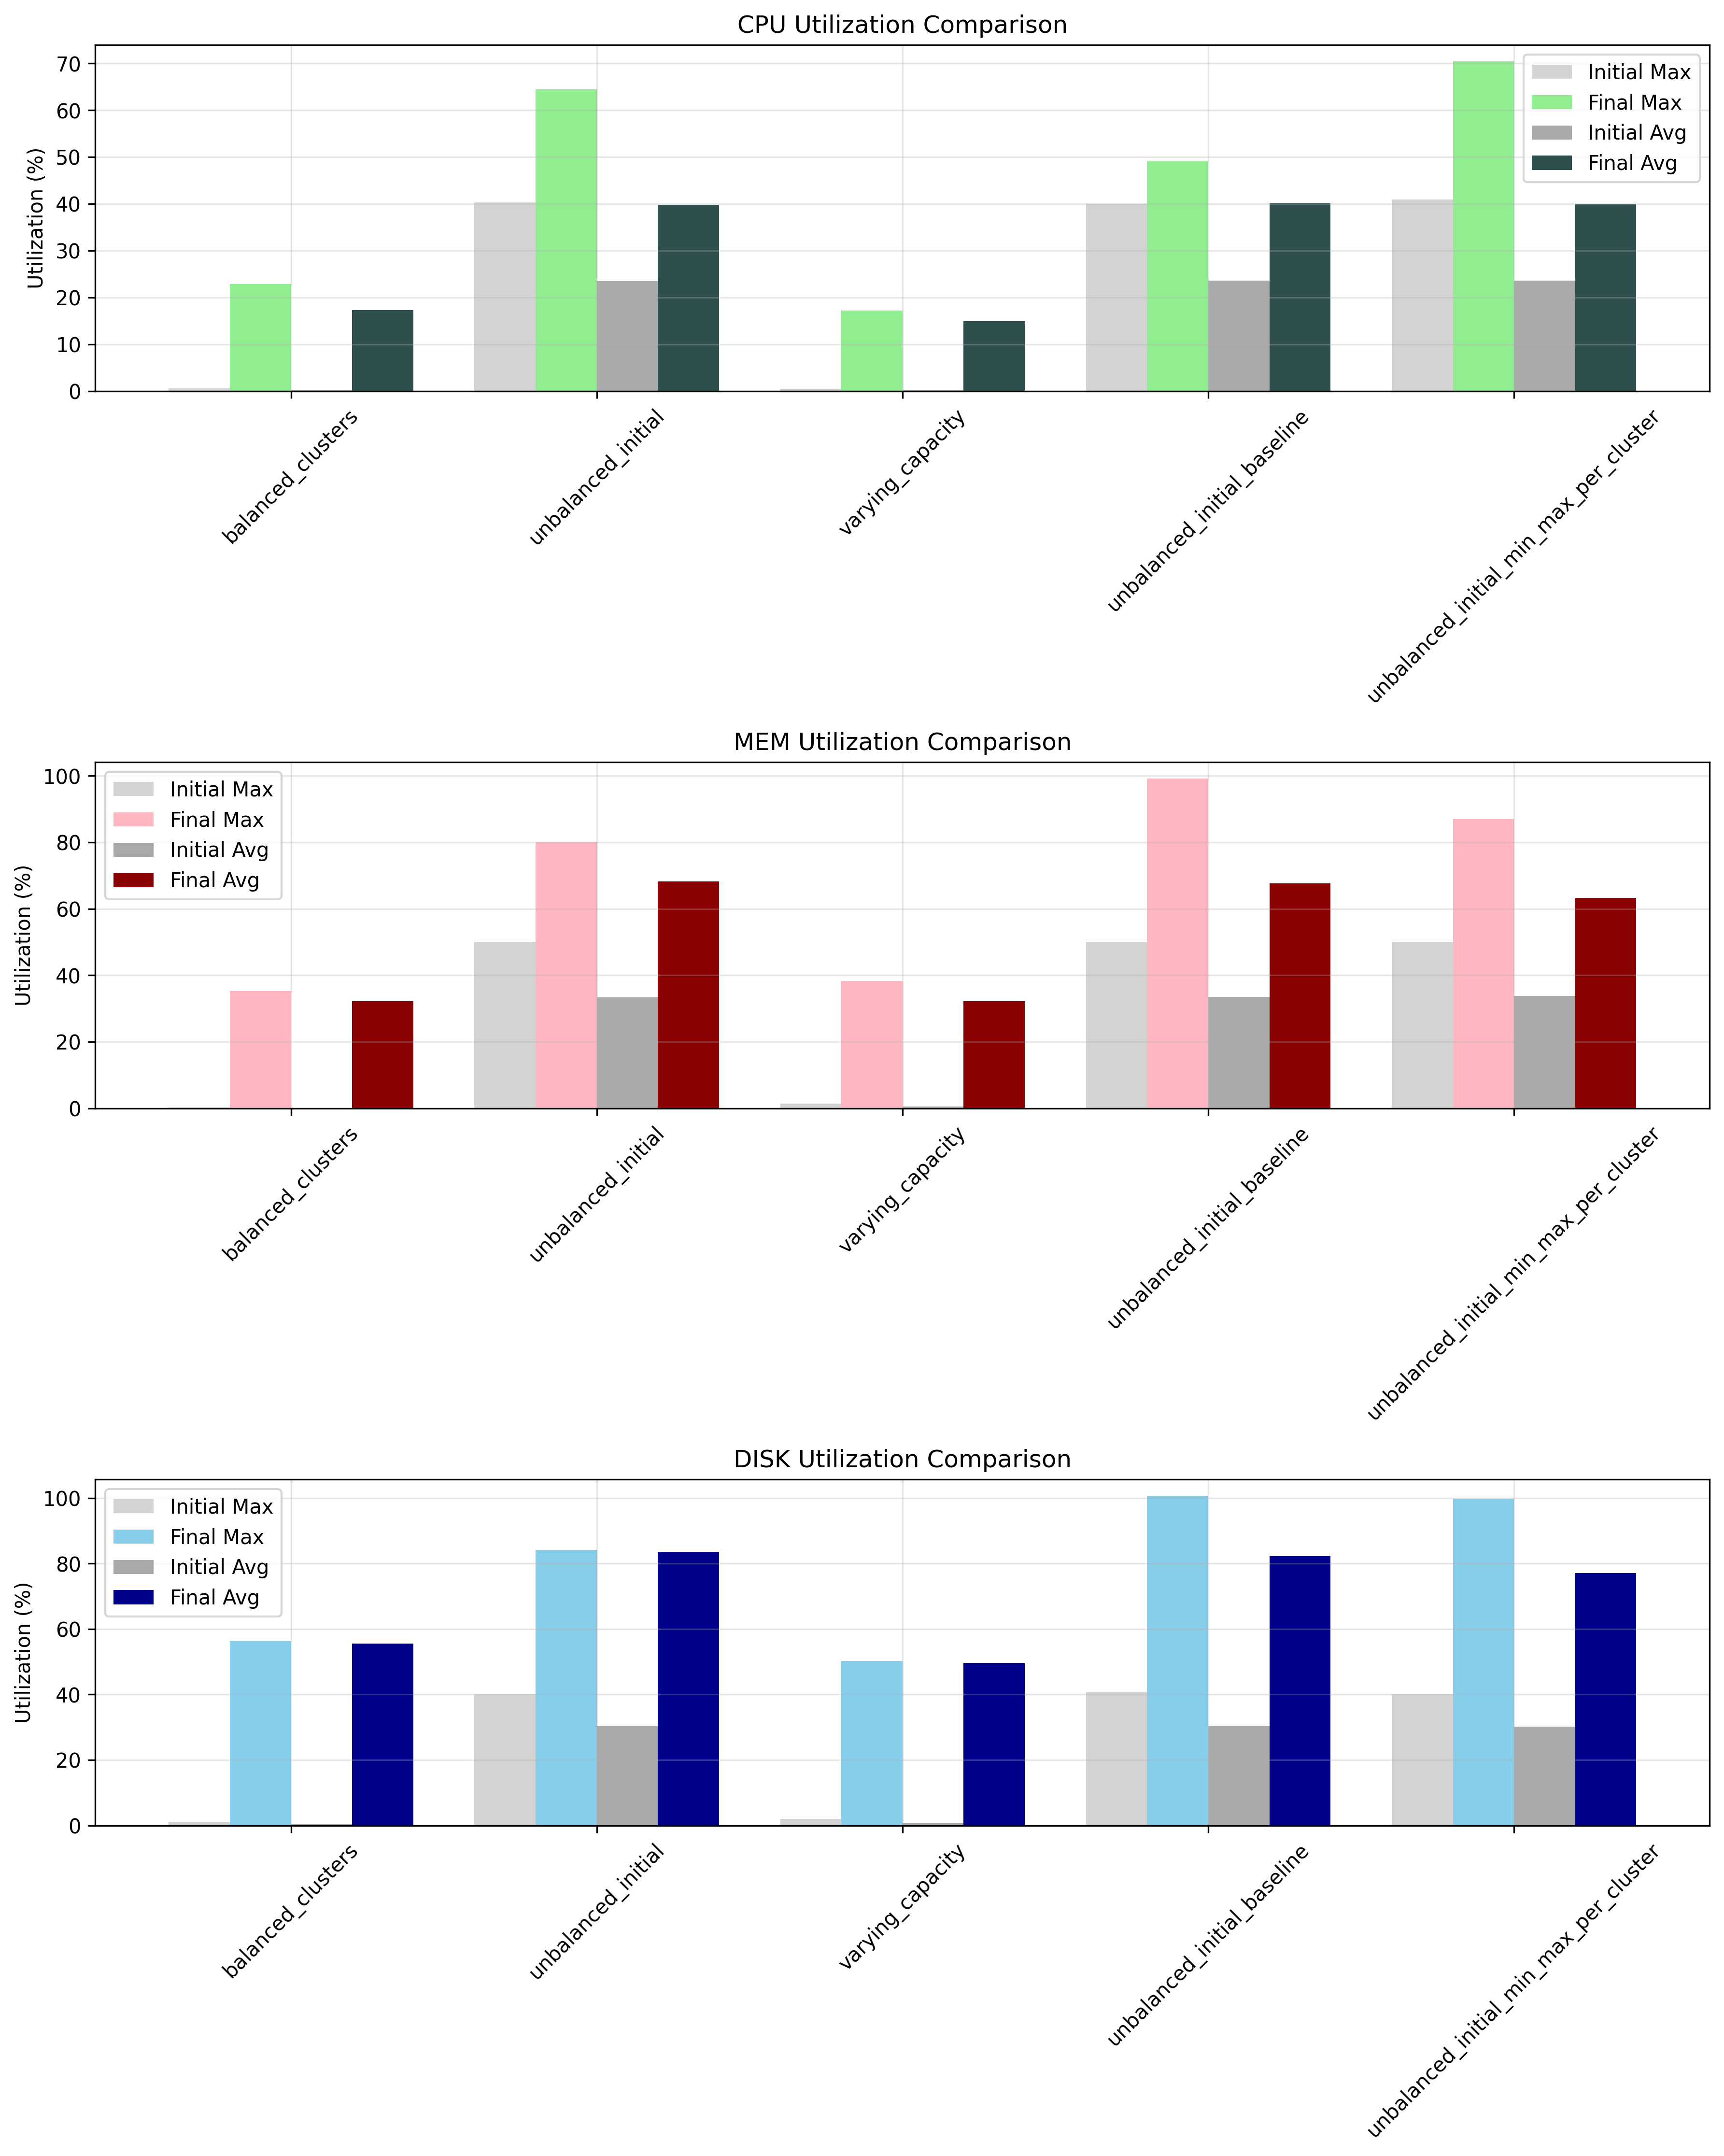 CPU Utilization Comparison
Utilization (%)
70
60
50
40
30
20
10
0
Initial Max
Final Max
Initial Avg
Final Avg
balanced_clusters
unbalanced_initial
varying_capacity
unbalanced_initial_baseline
unbalanced_initial_min_max_per_cluster
MEM Utilization Comparison
Utilization (%)
100
80
60
40
20
0
Initial Max
Final Max
Initial Avg
Final Avg
balanced_clusters
unbalanced_initial
varying_capacity
unbalanced_initial_baseline
unbalanced_initial_min_max_per_cluster
DISK Utilization Comparison
Utilization (%)
100
80
60
40
20
0
Initial Max
Final Max
Initial Avg
Final Avg
balanced_clusters
unbalanced_initial
varying_capacity
unbalanced_initial_baseline
unbalanced_initial_min_max_per_cluster